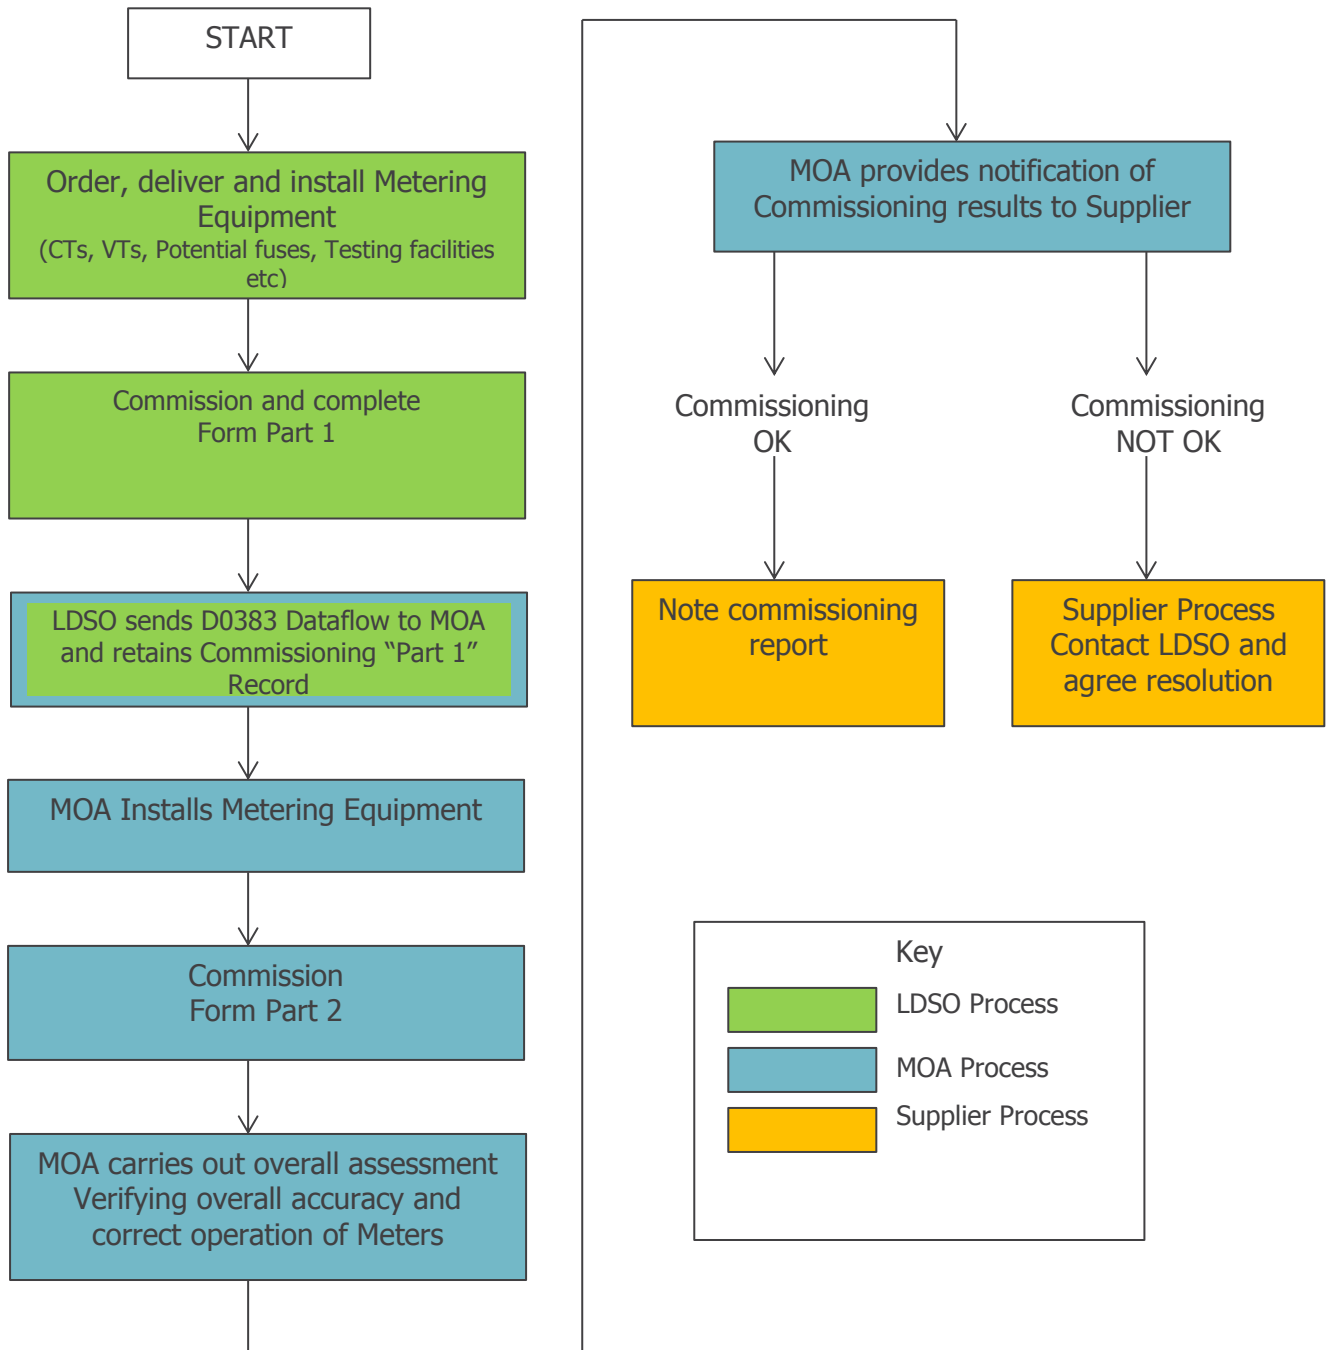 START
Order, deliver and install Metering
Equipment
(CTs, VTs, Potential fuses, Testing facilities
etc)
Commission and complete
Form Part 1
LDSO sends D0383 Dataflow to MOA
and retains Commissioning “Part 1”
Record
MOA Installs Metering Equipment
Commission
Form Part 2
MOA carries out overall assessment
Verifying overall accuracy and
correct operation of Meters
MOA provides notification of
Commissioning results to Supplier
Commissioning
OK
Commissioning
NOT OK
Note commissioning
report
Supplier Process
Contact LDSO and
agree resolution
Key
LDSO Process
MOA Process
Supplier Process